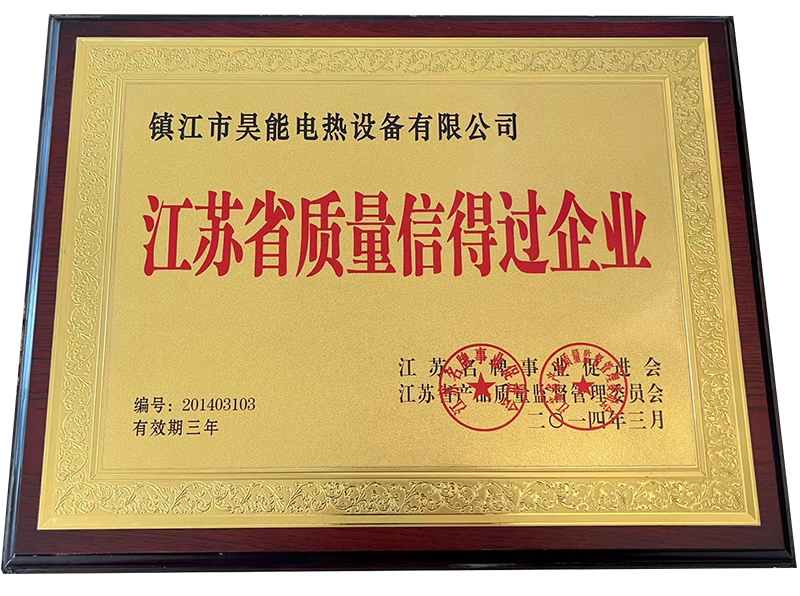 镇江市昊能电热设备有限公司
江苏省质量信得过企业
江苏名牌事业促进会
江苏省产品质量监督管理委员会
二〇一四年三月
编号：201403103
有效期三年